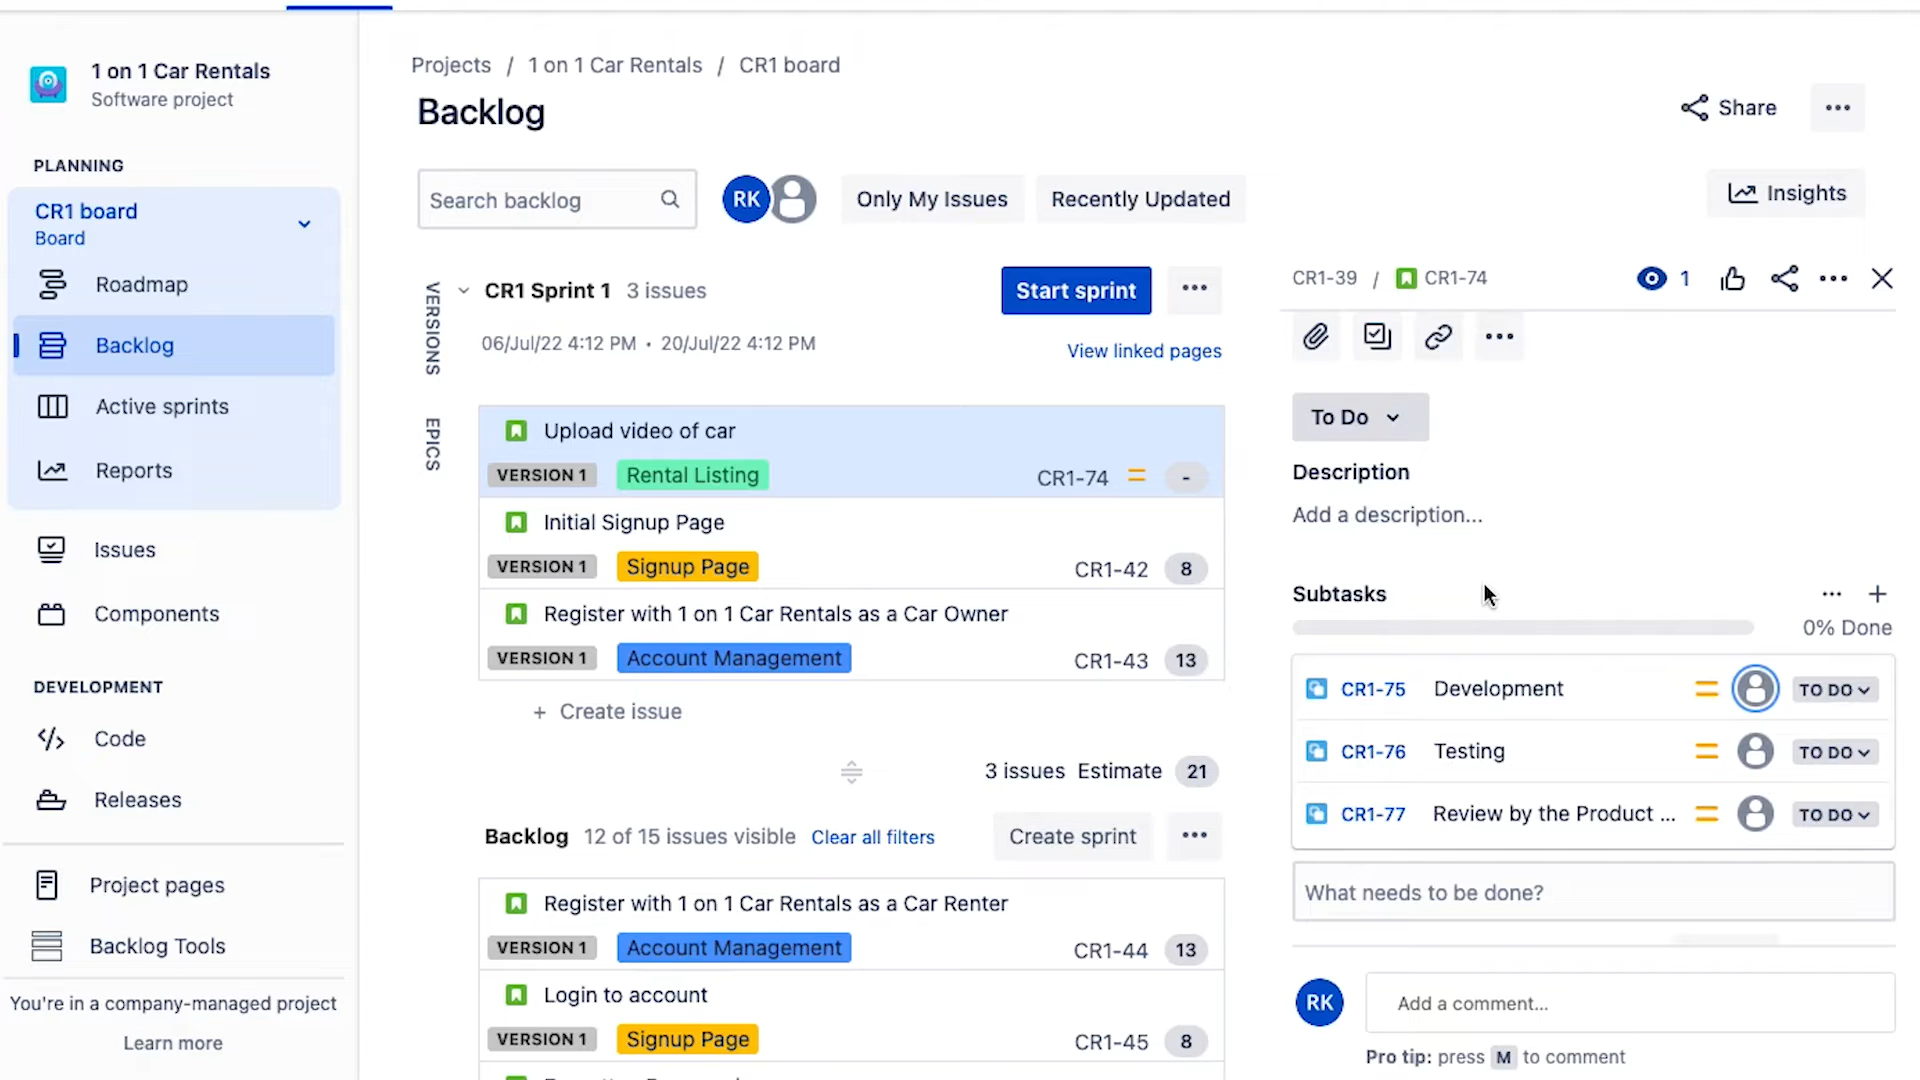 1 on 1 Car Rentals
Software project
PLANNING
CR1 board
Board
Roadmap
Backlog
Active sprints
Reports
Issues
Components
DEVELOPMENT
Code
Releases
Project pages
Backlog Tools
You're in a company-managed project
Learn more
Projects / 1 on 1 Car Rentals / CR1 board
Backlog
Share
Search backlog
RK
Only My Issues
Recently Updated
Insights
VERSIONS
EPICS
CR1 Sprint 1 3 issues
Start sprint
06/Jul/22 4:12 PM • 20/Jul/22 4:12 PM
View linked pages
Upload video of car
VERSION 1 Rental Listing CR1-74 -
Initial Signup Page
VERSION 1 Signup Page CR1-42 8
Register with 1 on 1 Car Rentals as a Car Owner
VERSION 1 Account Management CR1-43 13
+ Create issue
3 issues Estimate 21
Backlog 12 of 15 issues visible Clear all filters Create sprint
Register with 1 on 1 Car Rentals as a Car Renter
VERSION 1 Account Management CR1-44 13
Login to account
VERSION 1 Signup Page CR1-45 8
CR1-39 / CR1-74 1
To Do
Description
Add a description...
Subtasks
0% Done
CR1-75 Development TO DO
CR1-76 Testing TO DO
CR1-77 Review by the Product ... TO DO
What needs to be done?
RK
Add a comment...
Pro tip: press M to comment